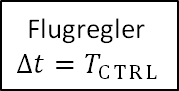 Flugregler
Δt = T_CTRL